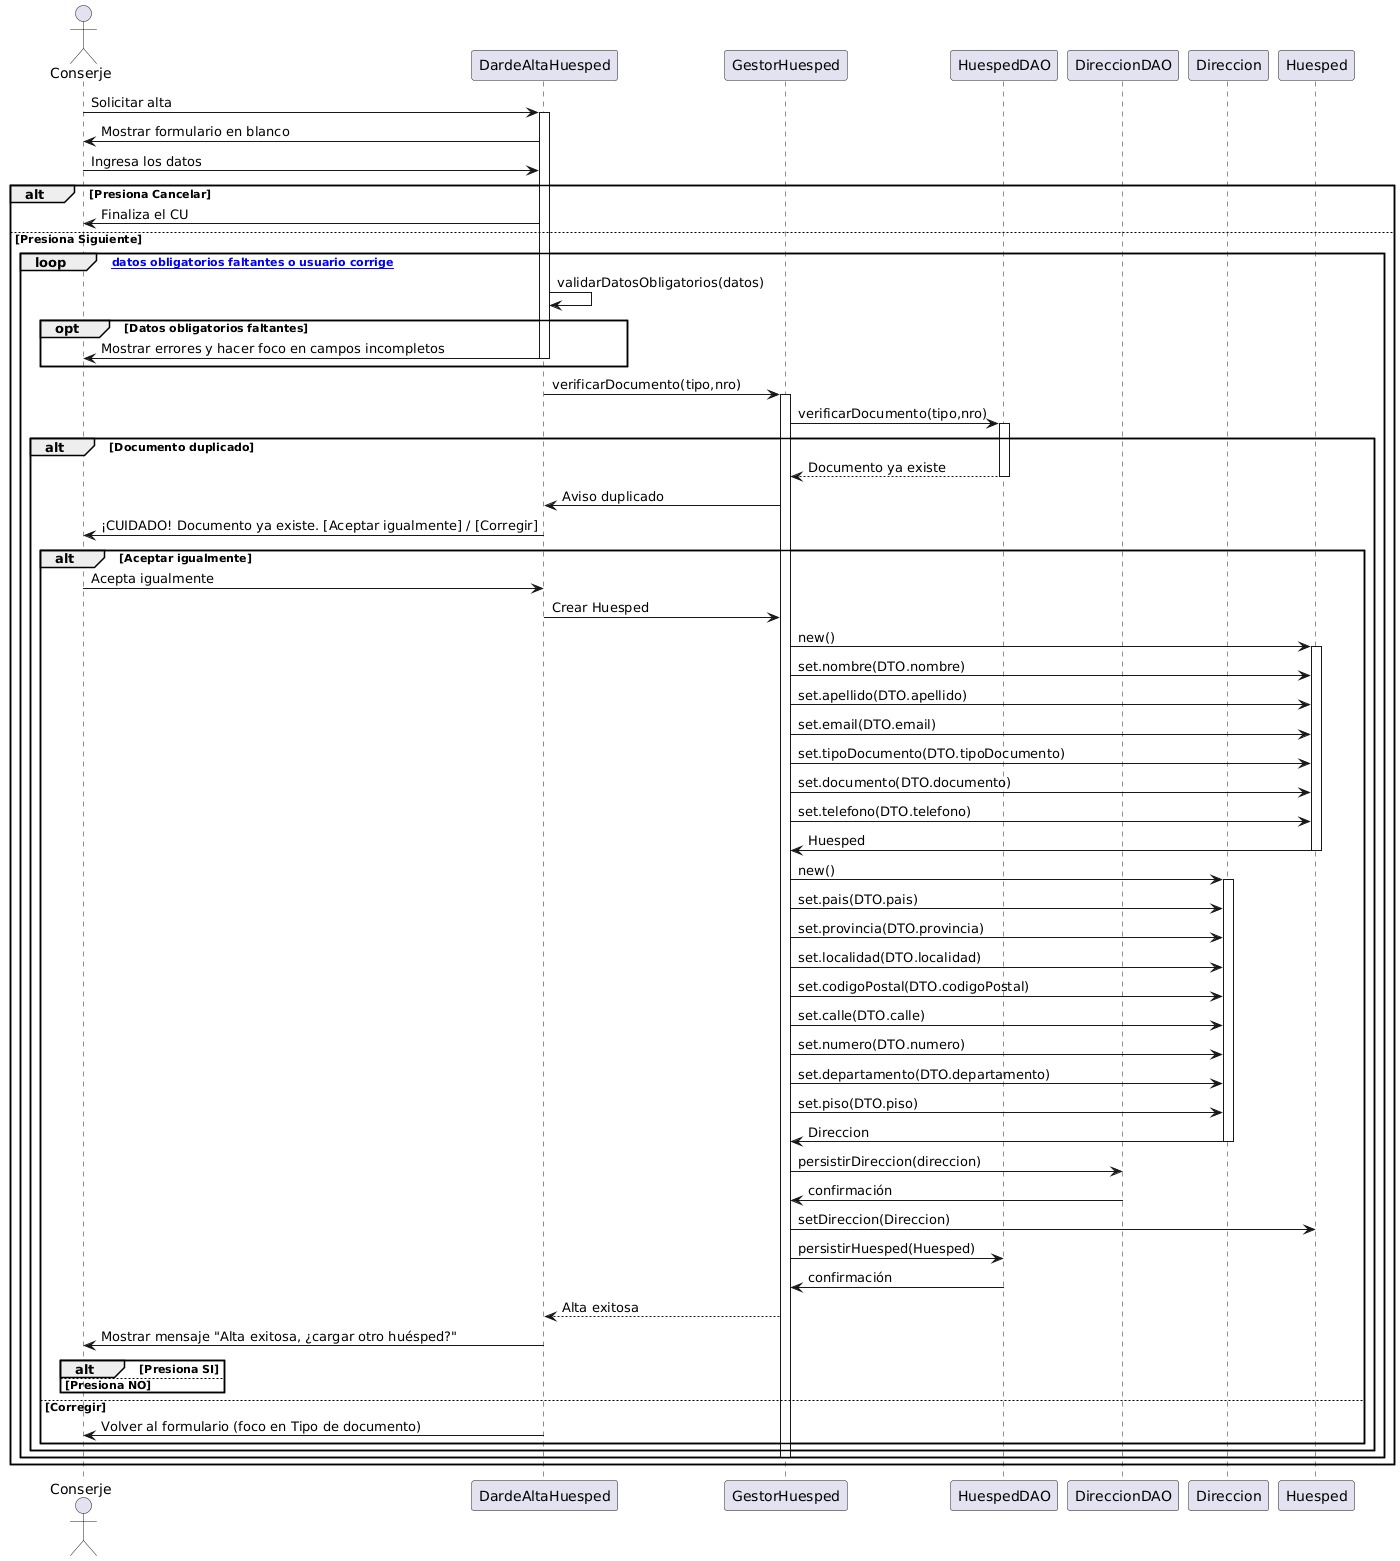 Conserje
DardeAltaHuesped
GestorHuesped
HuespedDAO
DireccionDAO
Direccion
Huesped
Solicitar alta
Mostrar formulario en blanco
Ingresa los datos
alt [Presiona Cancelar]
Finaliza el CU
[Presiona Siguiente]
loop datos obligatorios faltantes o usuario corrige
validarDatosObligatorios(datos)
opt [Datos obligatorios faltantes]
Mostrar errores y hacer foco en campos incompletos
verificarDocumento(tipo,nro)
verificarDocumento(tipo,nro)
alt [Documento duplicado]
Documento ya existe
Aviso duplicado
¡CUIDADO! Documento ya existe. [Aceptar igualmente] / [Corregir]
alt [Aceptar igualmente]
Acepta igualmente
Crear Huesped
new()
set.nombre(DTO.nombre)
set.apellido(DTO.apellido)
set.email(DTO.email)
set.tipoDocumento(DTO.tipoDocumento)
set.documento(DTO.documento)
set.telefono(DTO.telefono)
Huesped
new()
set.pais(DTO.pais)
set.provincia(DTO.provincia)
set.localidad(DTO.localidad)
set.codigoPostal(DTO.codigoPostal)
set.calle(DTO.calle)
set.numero(DTO.numero)
set.departamento(DTO.departamento)
set.piso(DTO.piso)
Direccion
persistirDireccion(direccion)
confirmación
setDireccion(Direccion)
persistirHuesped(Huesped)
confirmación
Alta exitosa
Mostrar mensaje "Alta exitosa, ¿cargar otro huésped?"
alt [Presiona SI]
[Presiona NO]
[Corregir]
Volver al formulario (foco en Tipo de documento)
Conserje
DardeAltaHuesped
GestorHuesped
HuespedDAO
DireccionDAO
Direccion
Huesped